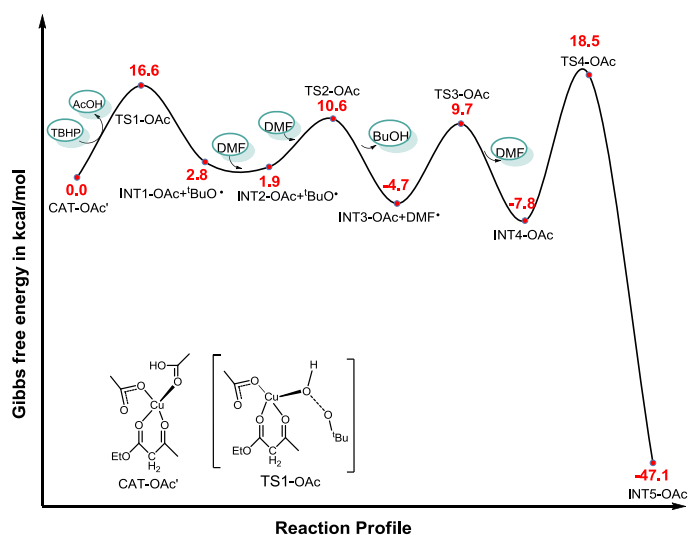 Gibbs free energy in kcal/mol
18.5
TS4-OAc
16.6
TS1-OAc
AcOH
TBHP
0.0
CAT-OAc'
2.8
INT1-OAc+ᵗBuO•
DMF
1.9
INT2-OAc+ᵗBuO•
DMF
TS2-OAc
10.6
BuOH
-4.7
INT3-OAc+DMF•
TS3-OAc
9.7
DMF
-7.8
INT4-OAc
-47.1
INT5-OAc
HO
O
O
O
Cu
O
O
EtO
C
H₂
CAT-OAc'
H
O
O
O
Cu
O
ᵗBu
O
O
EtO
C
H₂
TS1-OAc
Reaction Profile